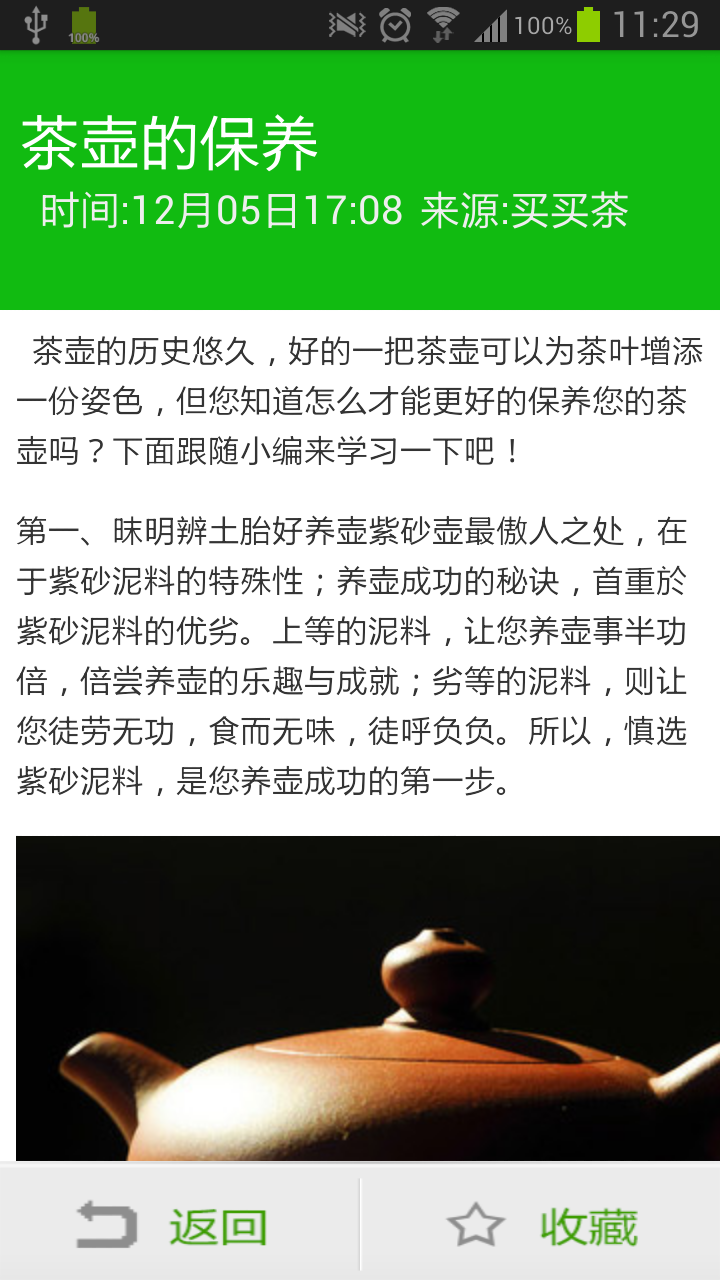 100%
100%
11:29
茶壶的保养
时间:12月05日17:08 来源:买买茶
茶壶的历史悠久，好的一把茶壶可以为茶叶增添
一份姿色，但您知道怎么才能更好的保养您的茶
壶吗？下面跟随小编来学习一下吧！
第一、昧明辨土胎好养壶紫砂壶最傲人之处，在
于紫砂泥料的特殊性；养壶成功的秘诀，首重於
紫砂泥料的优劣。上等的泥料，让您养壶事半功
倍，倍尝养壶的乐趣与成就；劣等的泥料，则让
您徒劳无功，食而无味，徒呼负负。所以，慎选
紫砂泥料，是您养壶成功的第一步。
返回
收藏